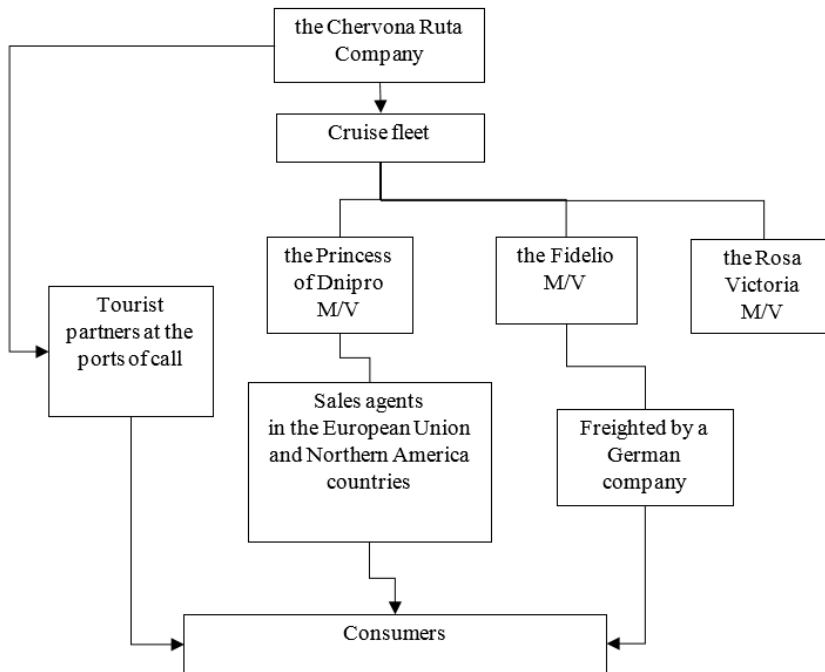 the Chervona Ruta
Company
Cruise fleet
the Princess
of Dnipro
M/V
the Fidelio
M/V
the Rosa
Victoria
M/V
Tourist
partners at the
ports of call
Sales agents
in the European Union
and Northern America
countries
Freighted by a
German
company
Consumers